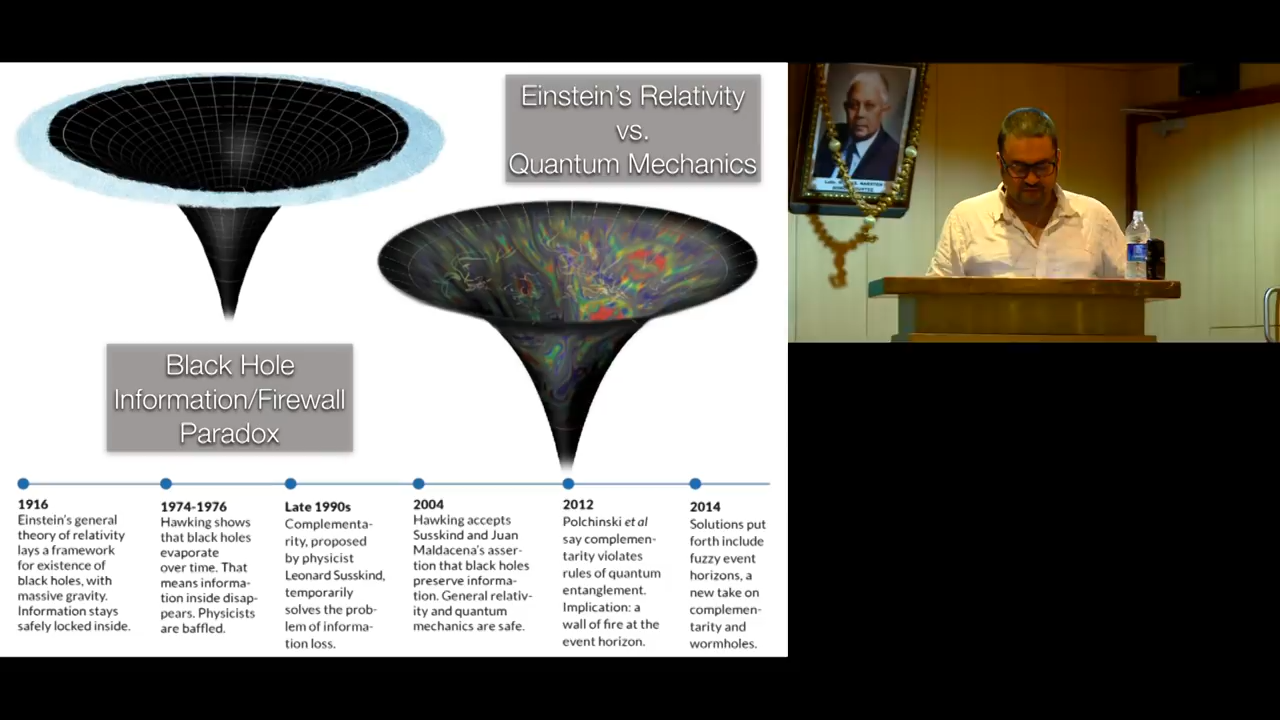 Einstein's Relativity
vs.
Quantum Mechanics
Black Hole
Information/Firewall
Paradox
1916
Einstein's general
theory of relativity
lays a framework
for existence of
black holes, with
massive gravity.
Information stays
safely locked inside.
1974-1976
Hawking shows
that black holes
evaporate
over time. That
means informa-
tion inside disap-
pears. Physicists
are baffled.
Late 1990s
Complementa-
rity, proposed
by physicist
Leonard Susskind,
temporarily
solves the prob-
lem of informa-
tion loss.
2004
Hawking accepts
Susskind and Juan
Maldacena's asser-
tion that black holes
preserve informa-
tion. General relativ-
ity and quantum
mechanics are safe.
2012
Polchinski et al
say complemen-
tarity violates
rules of quantum
entanglement.
Implication: a
wall of fire at the
event horizon.
2014
Solutions put
forth include
fuzzy event
horizons, a
new take on
complemen-
tarity and
wormholes.